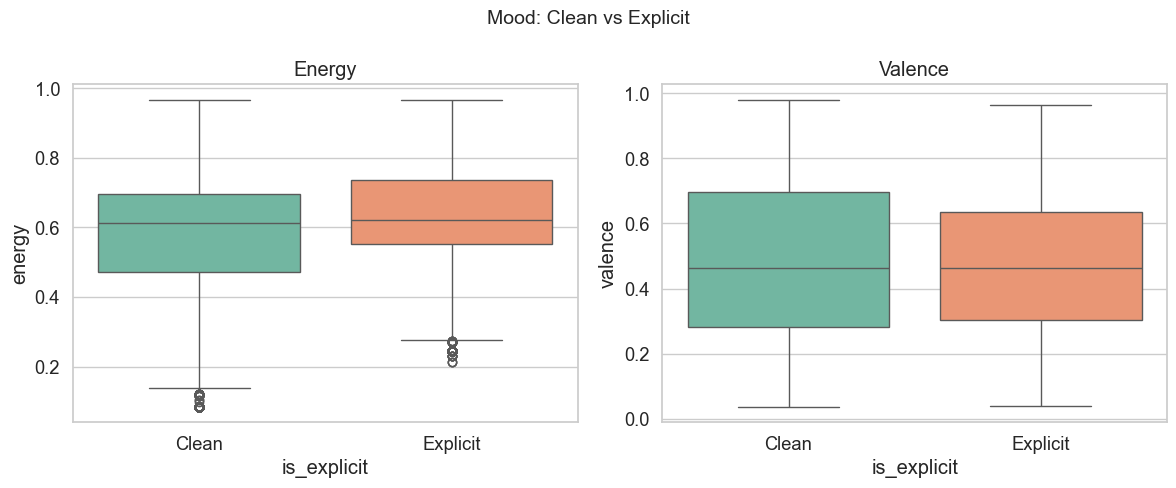 Mood: Clean vs Explicit
Energy
energy
1.0
0.8
0.6
0.4
0.2
Clean Explicit
is_explicit
Valence
valence
1.0
0.8
0.6
0.4
0.2
0.0
Clean Explicit
is_explicit